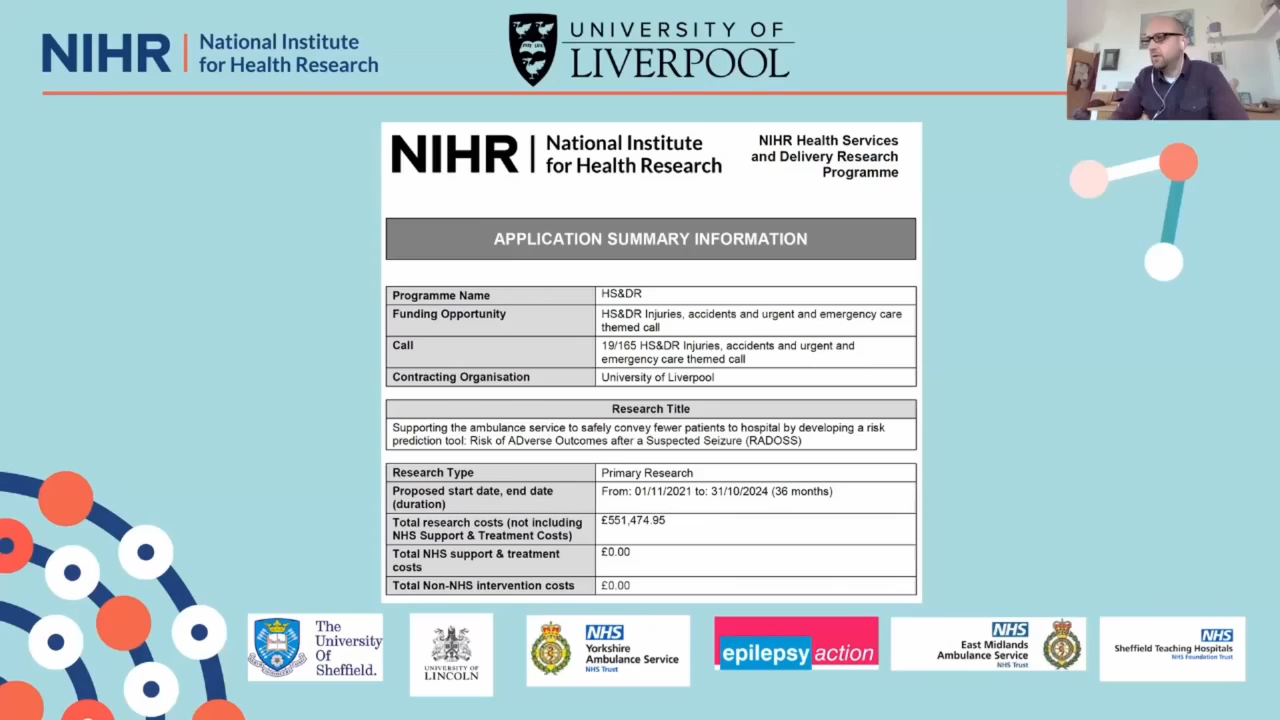 NIHR | National Institute
for Health Research
UNIVERSITY OF
LIVERPOOL
NIHR | National Institute
for Health Research
NIHR Health Services
and Delivery Research
Programme
APPLICATION SUMMARY INFORMATION
Programme Name HS&DR
Funding Opportunity HS&DR Injuries, accidents and urgent and emergency care
themed call
Call 19/165 HS&DR Injuries, accidents and urgent and
emergency care themed call
Contracting Organisation University of Liverpool
Research Title
Supporting the ambulance service to safely convey fewer patients to hospital by developing a risk
prediction tool: Risk of ADverse Outcomes after a Suspected Seizure (RADOSS)
Research Type Primary Research
Proposed start date, end date From: 01/11/2021 to: 31/10/2024 (36 months)
(duration)
Total research costs (not including £551,474.95
NHS Support & Treatment Costs)
Total NHS support & treatment £0.00
costs
Total Non-NHS intervention costs £0.00
The
University
Of
Sheffield.
UNIVERSITY OF
LINCOLN
NHS
Yorkshire
Ambulance Service
NHS Trust
epilepsy action
NHS
East Midlands
Ambulance Service
NHS Trust
NHS
Sheffield Teaching Hospitals
NHS Foundation Trust